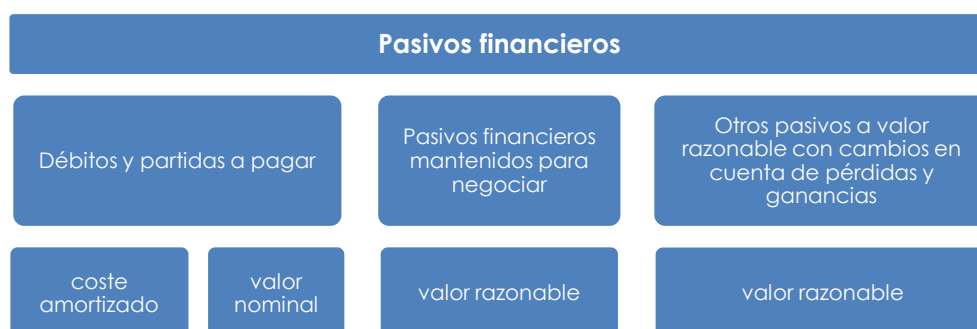 Pasivos financieros
Débitos y partidas a pagar
Pasivos financieros
mantenidos para
negociar
Otros pasivos a valor
razonable con cambios en
cuenta de pérdidas y
ganancias
coste
amortizado
valor
nominal
valor razonable
valor razonable